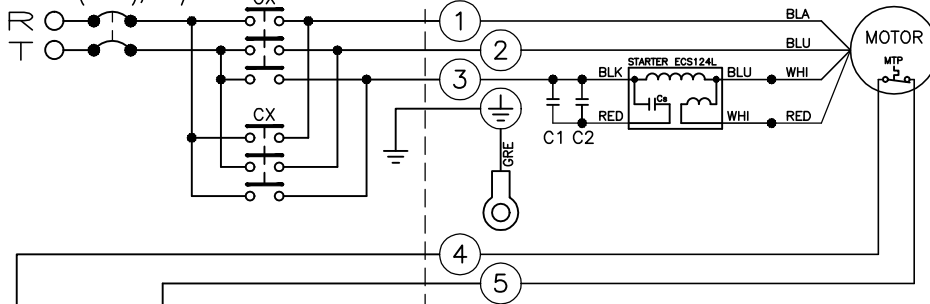 CX
1
BLA
R
2
BLU
MOTOR
T
MTP
3
STARTER ECS124L
BLK
BLU
WHI
Cs
RED
WHI
RED
C1
C2
CX
GRE
4
5